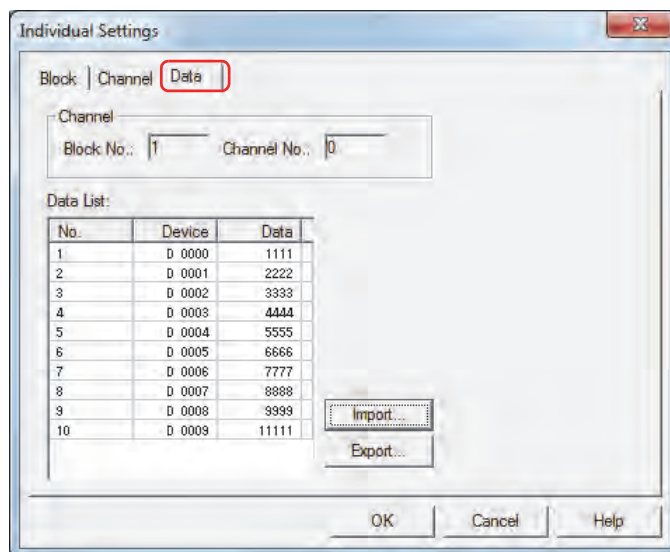 Individual Settings
Block Channel Data
Channel
Block No.: 1 Channel No.: 0
Data List:
No. Device Data
1 D 0000 1111
2 D 0001 2222
3 D 0002 3333
4 D 0003 4444
5 D 0004 5555
6 D 0005 6666
7 D 0006 7777
8 D 0007 8888
9 D 0008 9999
10 D 0009 11111
Import...
Export...
OK Cancel Help